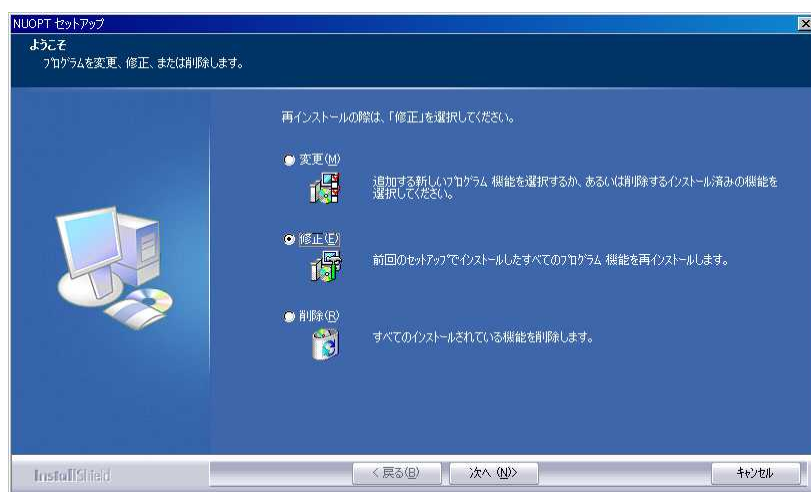 NUOPT セットアップ
ようこそ
プログラムを変更、修正、または削除します。
再インストールの際は、「修正」を選択してください。
変更(M)
追加する新しいプログラム 機能を選択するか、あるいは削除するインストール済みの機能を
選択してください。
修正(E)
前回のセットアップでインストールしたすべてのプログラム 機能を再インストールします。
削除(R)
すべてのインストールされている機能を削除します。
InstallShield
< 戻る(B)
次へ (N)>
キャンセル